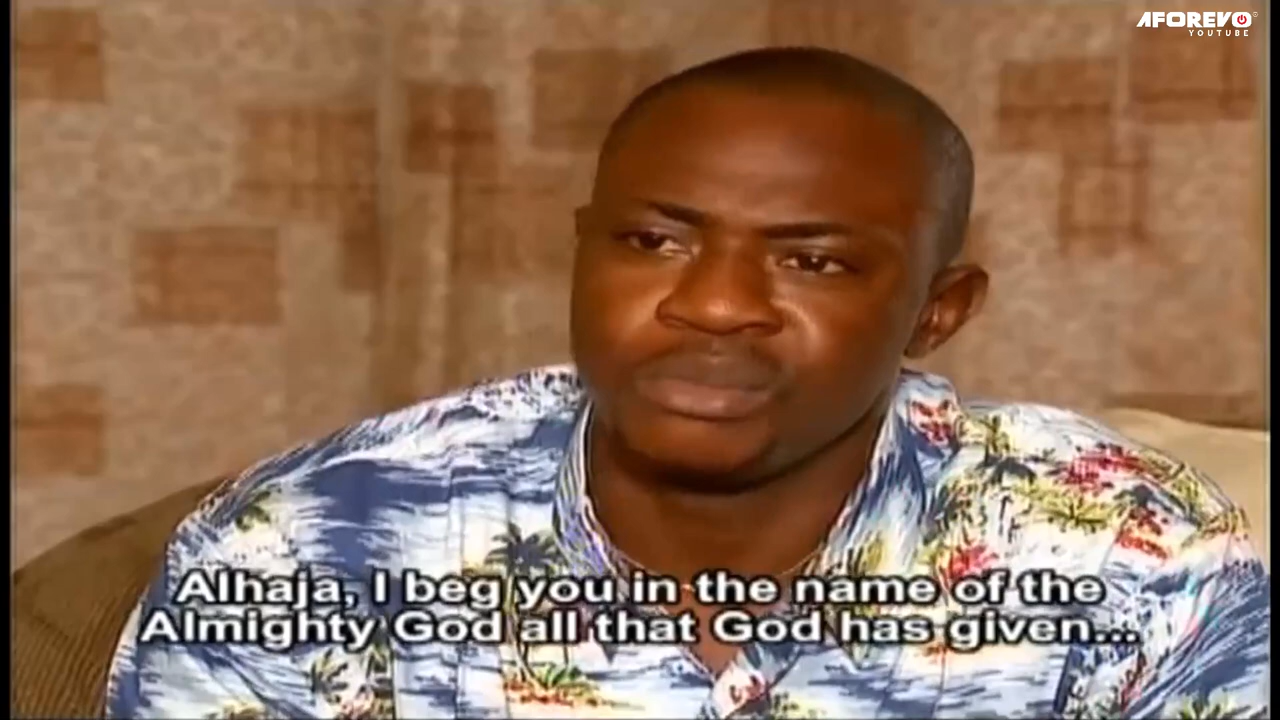 AFOREVO
YOUTUBE
Alhaja, I beg you in the name of the
Almighty God all that God has given...